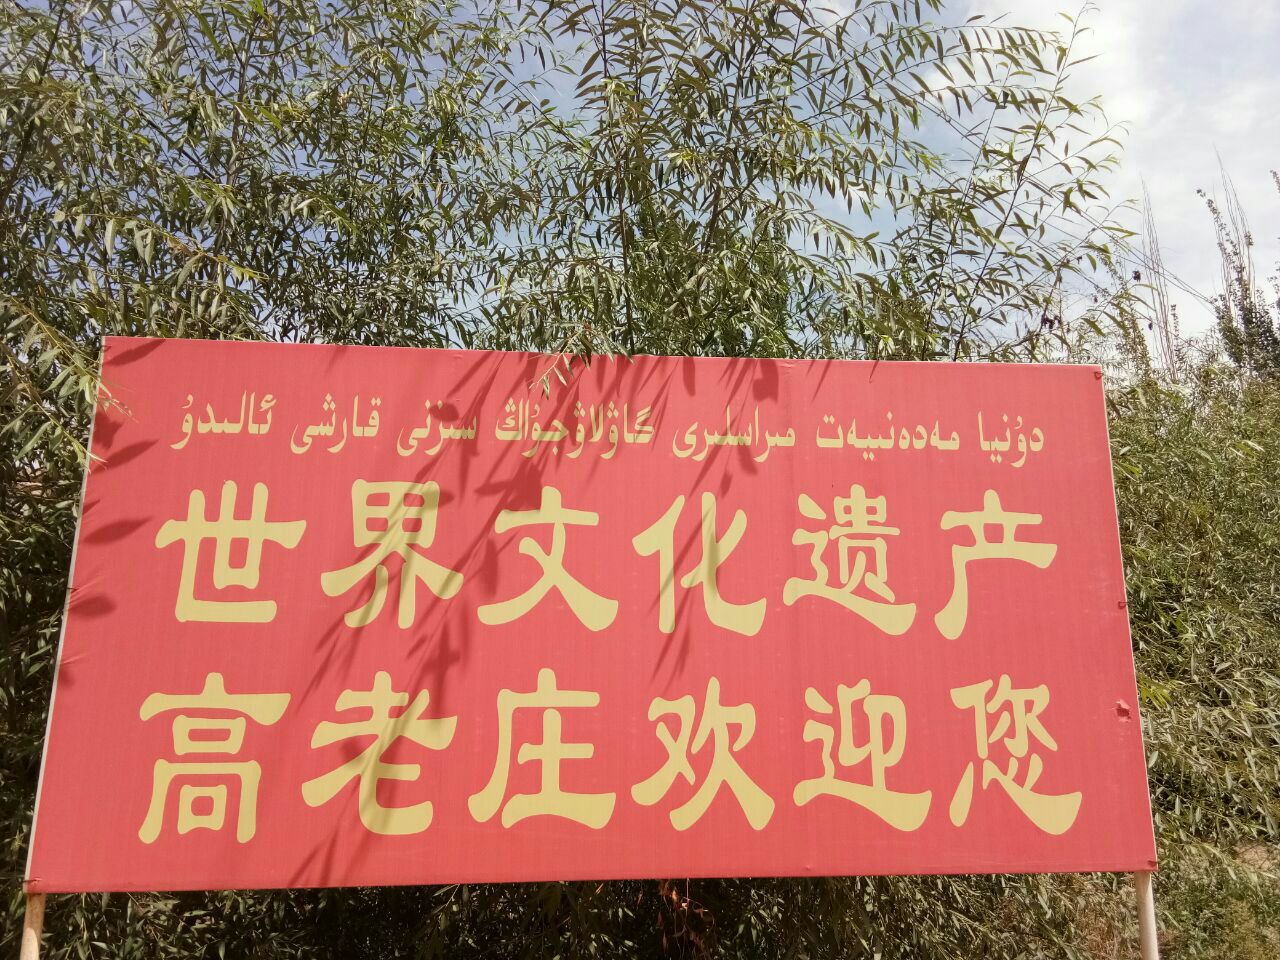 دۇنيا مەدەنىيەت مىراسلىرى گاۋلاۋجۇاڭ سىزنى قارشى ئالىدۇ
世界文化遗产
高老庄欢迎您